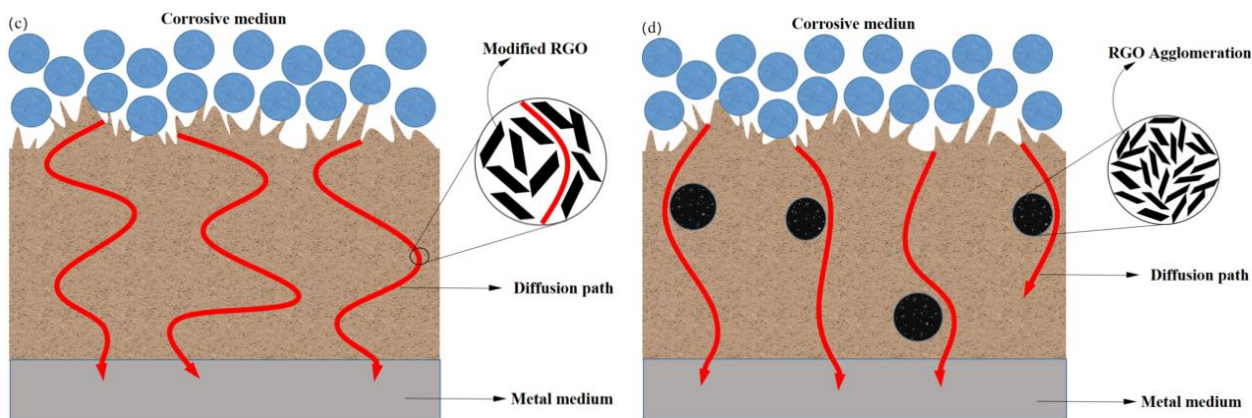 (c)
Corrosive mediun
Modified RGO
Diffusion path
Metal medium
(d)
Corrosive mediun
RGO Agglomeration
Diffusion path
Metal medium